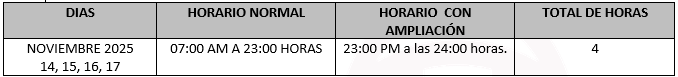 DIAS
HORARIO NORMAL
HORARIO CON
AMPLIACIÓN
TOTAL DE HORAS
NOVIEMBRE 2025
14, 15, 16, 17
07:00 AM A 23:00 HORAS
23:00 PM a las 24:00 horas.
4